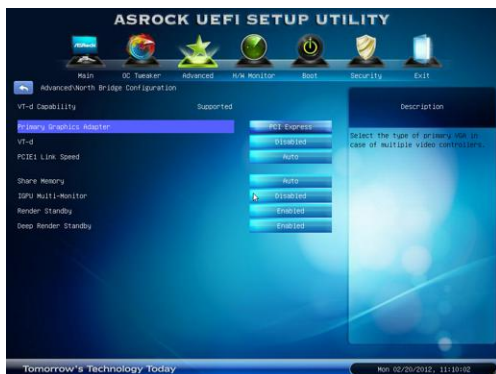 ASROCK UEFI SETUP UTILITY
ASRock
Main OC Tweaker Advanced H/W Monitor Boot Security Exit
Advanced\North Bridge Configuration
Description
VT-d Capability Supported
Primary Graphics Adapter PCI Express
Select the type of primary VGA in
case of multiple video controllers.
VT-d Disabled
PCIE1 Link Speed Auto
Share Memory Auto
IGPU Multi-Monitor Disabled
Render Standby Enabled
Deep Render Standby Enabled
Tomorrow's Technology Today
Mon 02/20/2012, 11:10:02